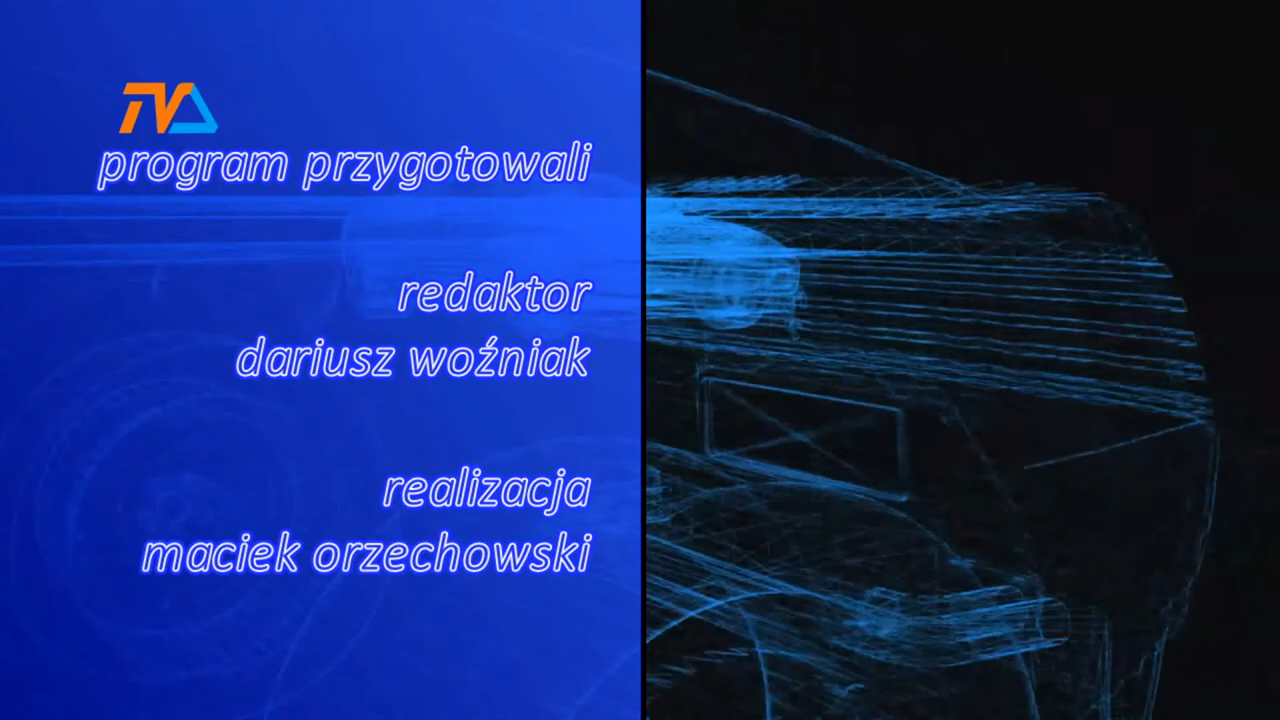 TVA
program przygotowali
redaktor
dariusz woźniak
realizacja
maciek orzechowski